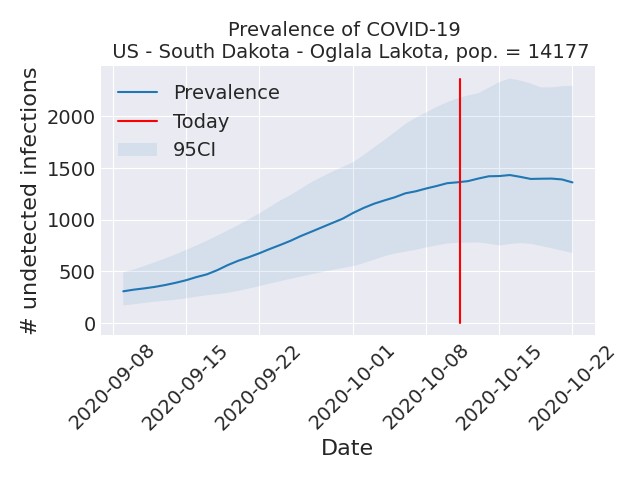 Prevalence of COVID-19
US - South Dakota - Oglala Lakota, pop. = 14177
# undetected infections
2000
1500
1000
500
0
Prevalence
Today
95CI
2020-09-08
2020-09-15
2020-09-22
2020-10-01
2020-10-08
2020-10-15
2020-10-22
Date